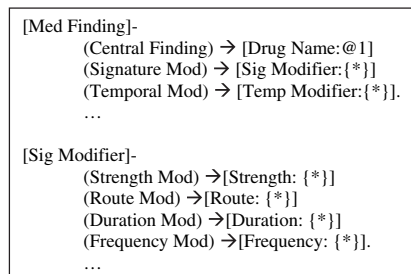 [Med Finding]-
(Central Finding) → [Drug Name:@1]
(Signature Mod) → [Sig Modifier:{*}]
(Temporal Mod) → [Temp Modifier:{*}].
…
[Sig Modifier]-
(Strength Mod) →[Strength: {*}]
(Route Mod) →[Route: {*}]
(Duration Mod) →[Duration: {*}]
(Frequency Mod) →[Frequency: {*}].
…